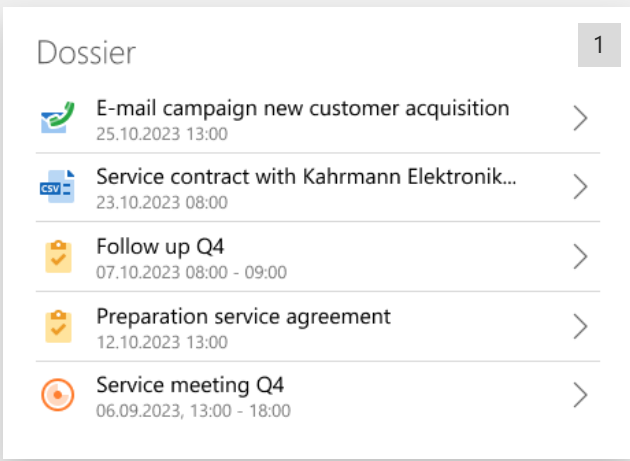 Dossier
1
E-mail campaign new customer acquisition
25.10.2023 13:00
CSV
Service contract with Kahrmann Elektronik...
23.10.2023 08:00
Follow up Q4
07.10.2023 08:00 - 09:00
Preparation service agreement
12.10.2023 13:00
Service meeting Q4
06.09.2023, 13:00 - 18:00